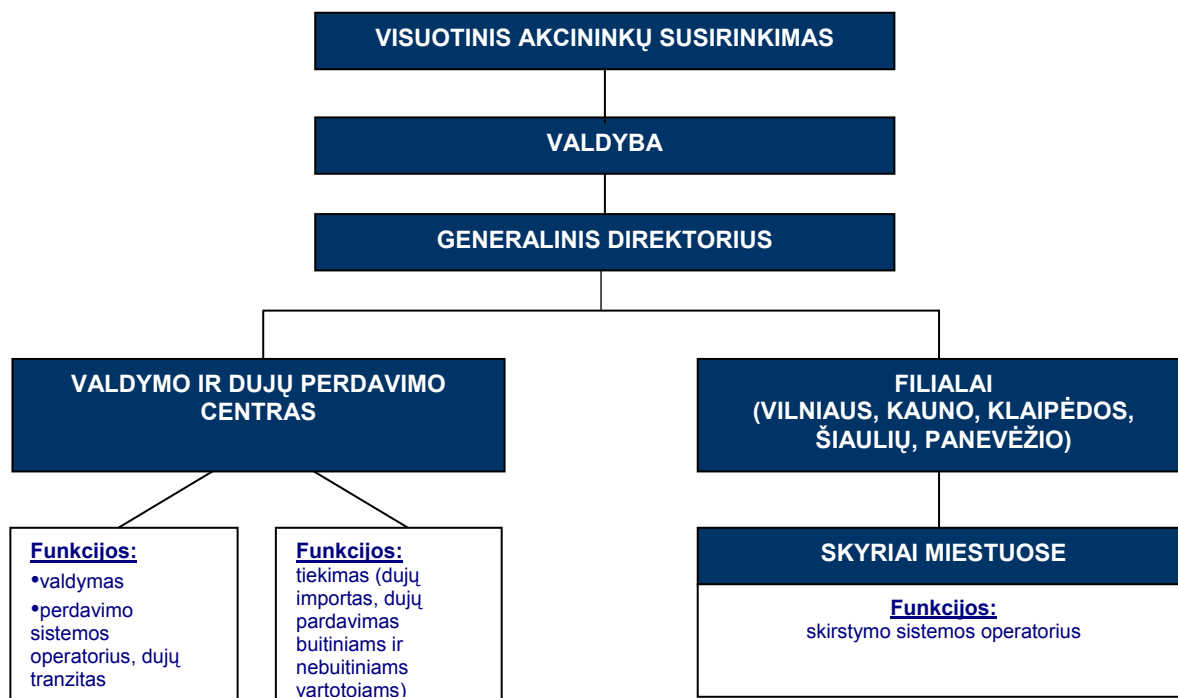 VISUOTINIS AKCININKŲ SUSIRINKIMAS
VALDYBA
GENERALINIS DIREKTORIUS
VALDYMO IR DUJŲ PERDAVIMO
CENTRAS
FILIALAI
(VILNIAUS, KAUNO, KLAIPĖDOS,
ŠIAULIŲ, PANEVĖŽIO)
Funkcijos:
•valdymas
•perdavimo
sistemos
operatorius, dujų
tranzitas
Funkcijos:
tiekimas (dujų
importas, dujų
pardavimas
buitiniams ir
nebuitiniams
vartotojams)
SKYRIAI MIESTUOSE
Funkcijos:
skirstymo sistemos operatorius